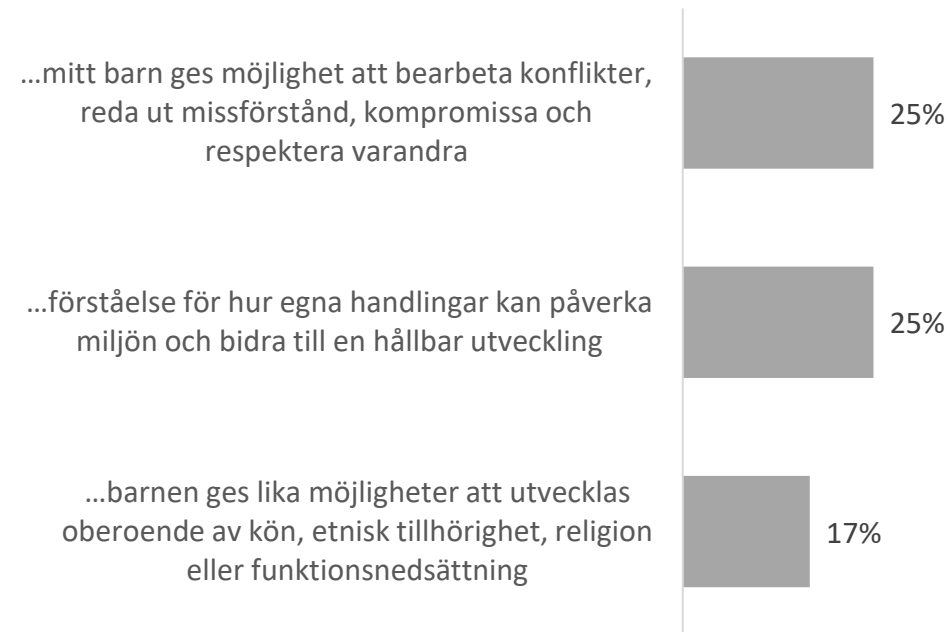 ...mitt barn ges möjlighet att bearbeta konflikter,
reda ut missförstånd, kompromissa och
respektera varandra
25%
...förståelse för hur egna handlingar kan påverka
miljön och bidra till en hållbar utveckling
25%
...barnen ges lika möjligheter att utvecklas
oberoende av kön, etnisk tillhörighet, religion
eller funktionsnedsättning
17%